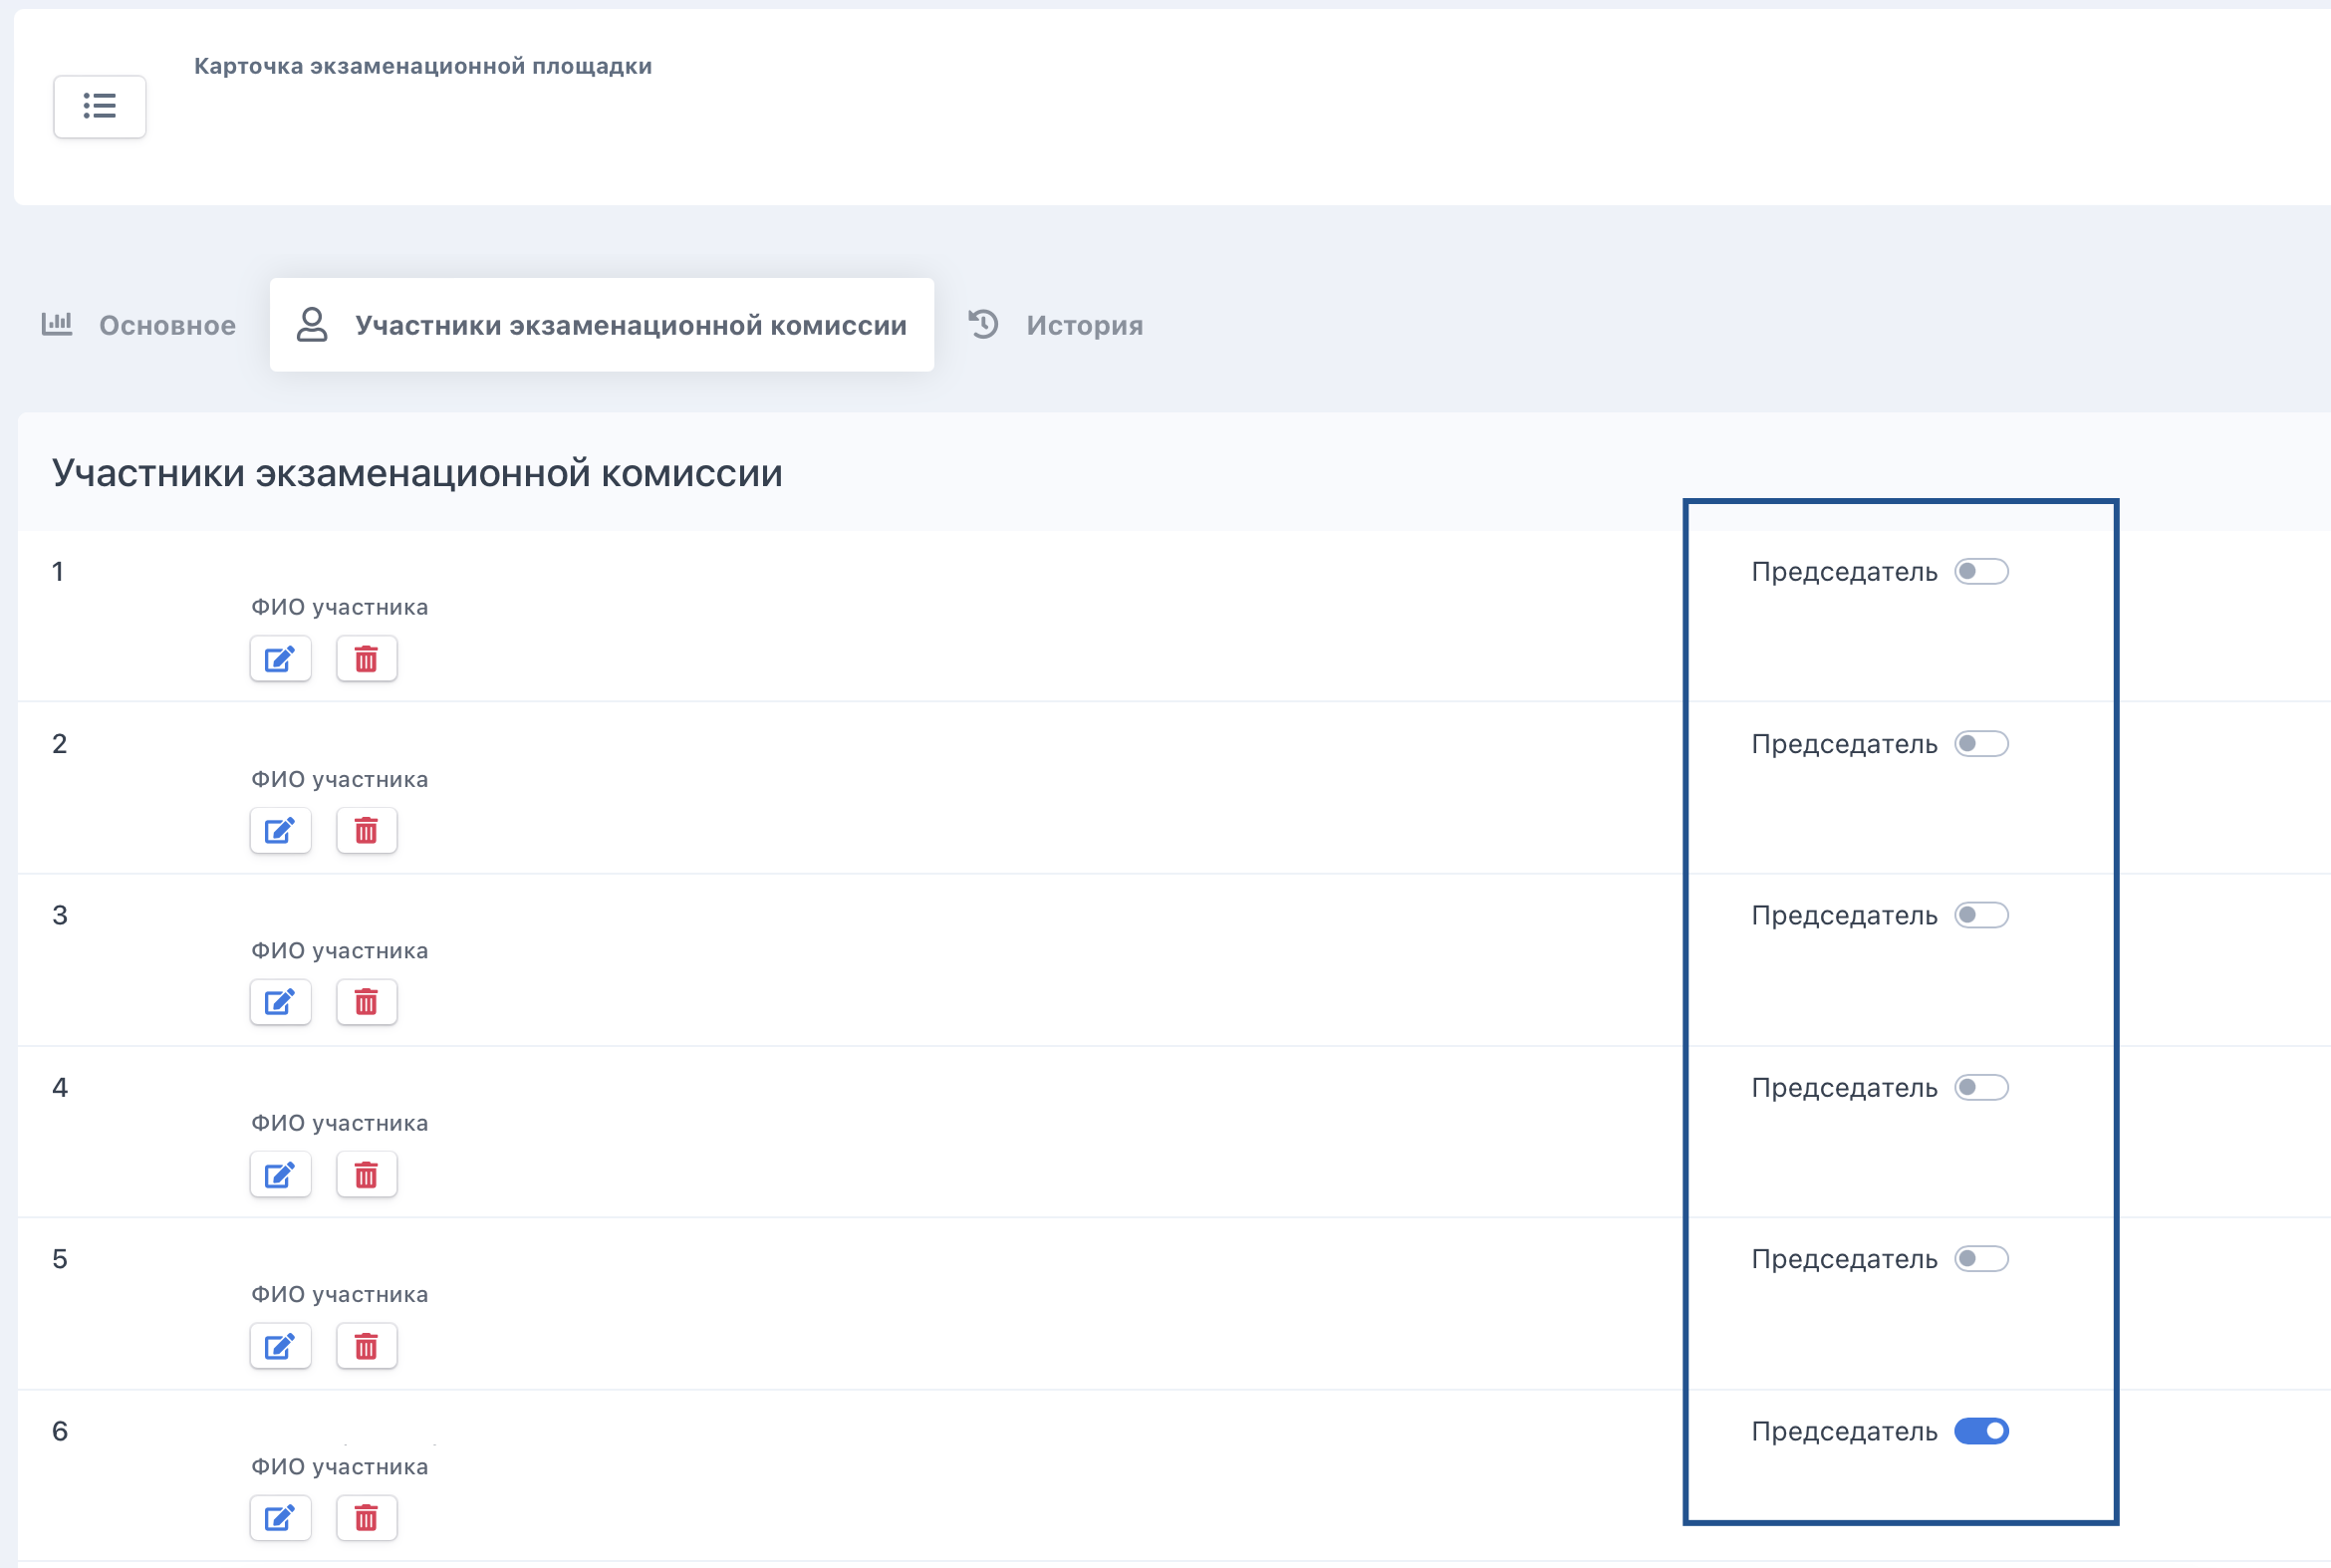 Карточка экзаменационной площадки
Основное
Участники экзаменационной комиссии
История
Участники экзаменационной комиссии
1
Председатель
ФИО участника
2
Председатель
ФИО участника
3
Председатель
ФИО участника
4
Председатель
ФИО участника
5
Председатель
ФИО участника
6
Председатель
ФИО участника